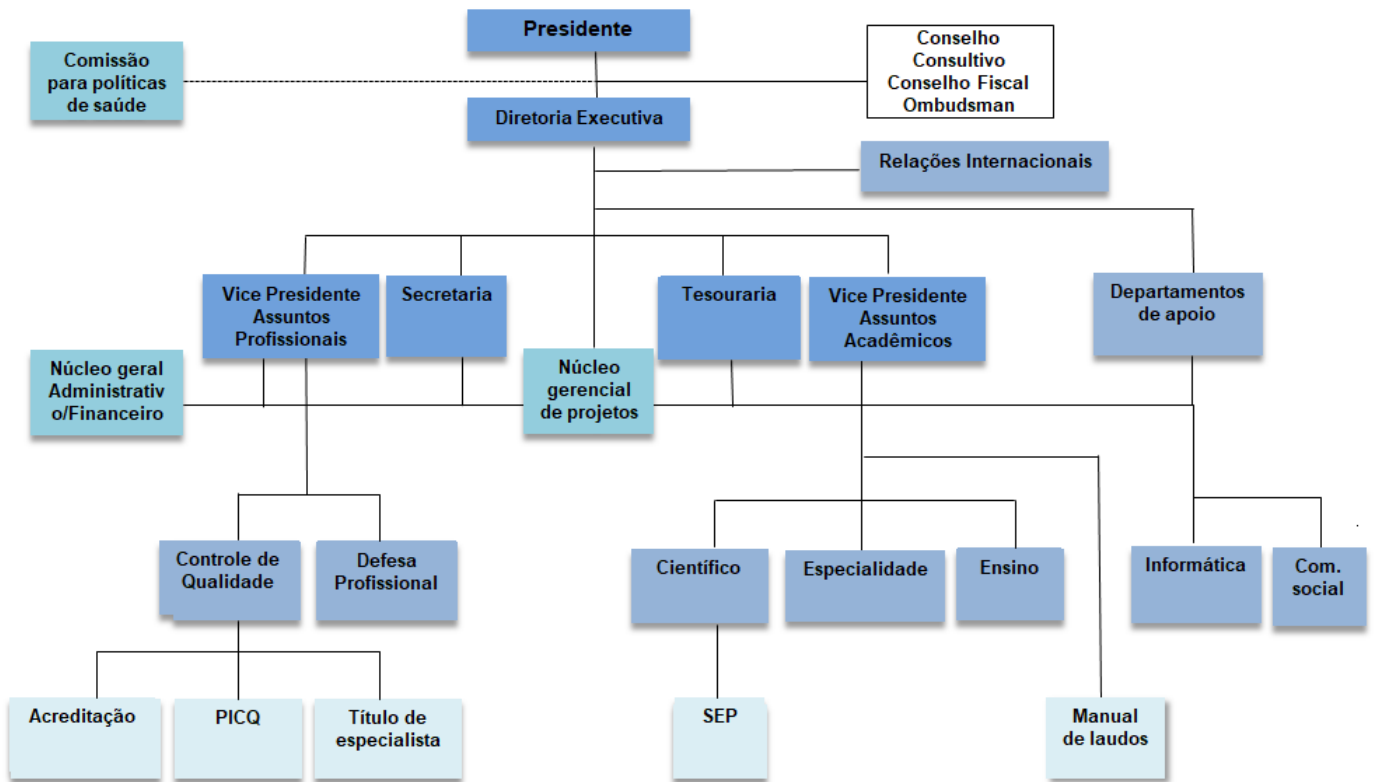 Presidente
Comissão
para políticas
de saúde
Conselho
Consultivo
Conselho Fiscal
Ombudsman
Diretoria Executiva
Relações Internacionais
Vice Presidente
Assuntos
Profissionais
Secretaria
Tesouraria
Vice Presidente
Assuntos
Acadêmicos
Departamentos
de apoio
Núcleo geral
Administrativ
o/Financeiro
Núcleo
gerencial
de projetos
Controle de
Qualidade
Defesa
Profissional
Científico
Especialidade
Ensino
Informática
Com.
social
Acreditação
PICQ
Título de
especialista
SEP
Manual
de laudos